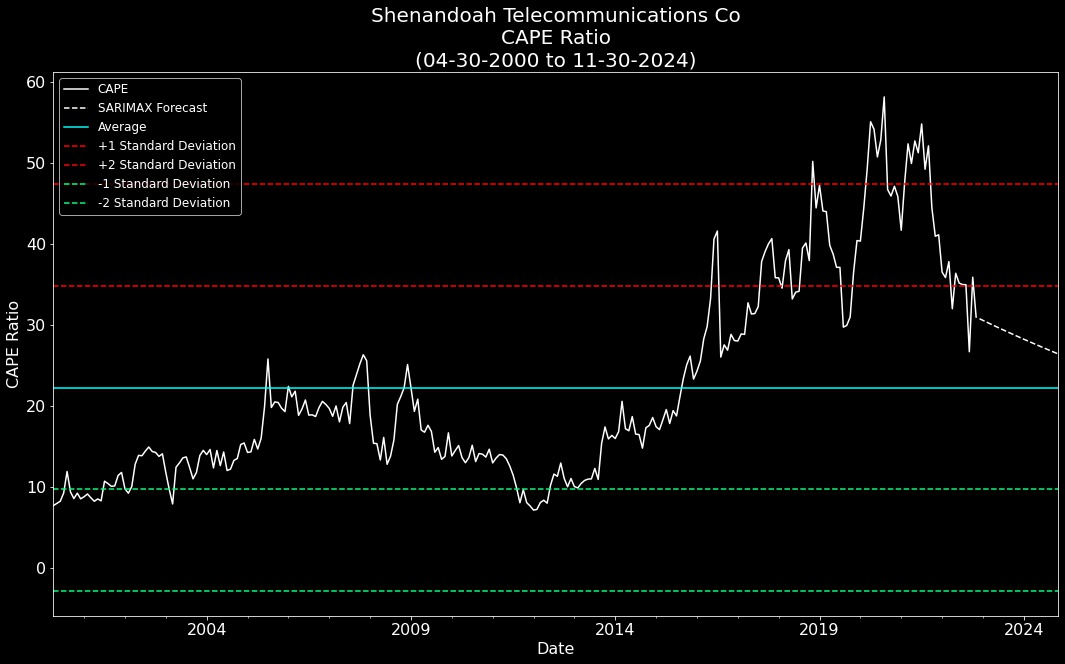 Shenandoah Telecommunications Co
CAPE Ratio
(04-30-2000 to 11-30-2024)
CAPE
SARIMAX Forecast
Average
+1 Standard Deviation
+2 Standard Deviation
-1 Standard Deviation
-2 Standard Deviation
60
50
40
30
20
10
0
CAPE Ratio
2004
2009
2014
2019
2024
Date